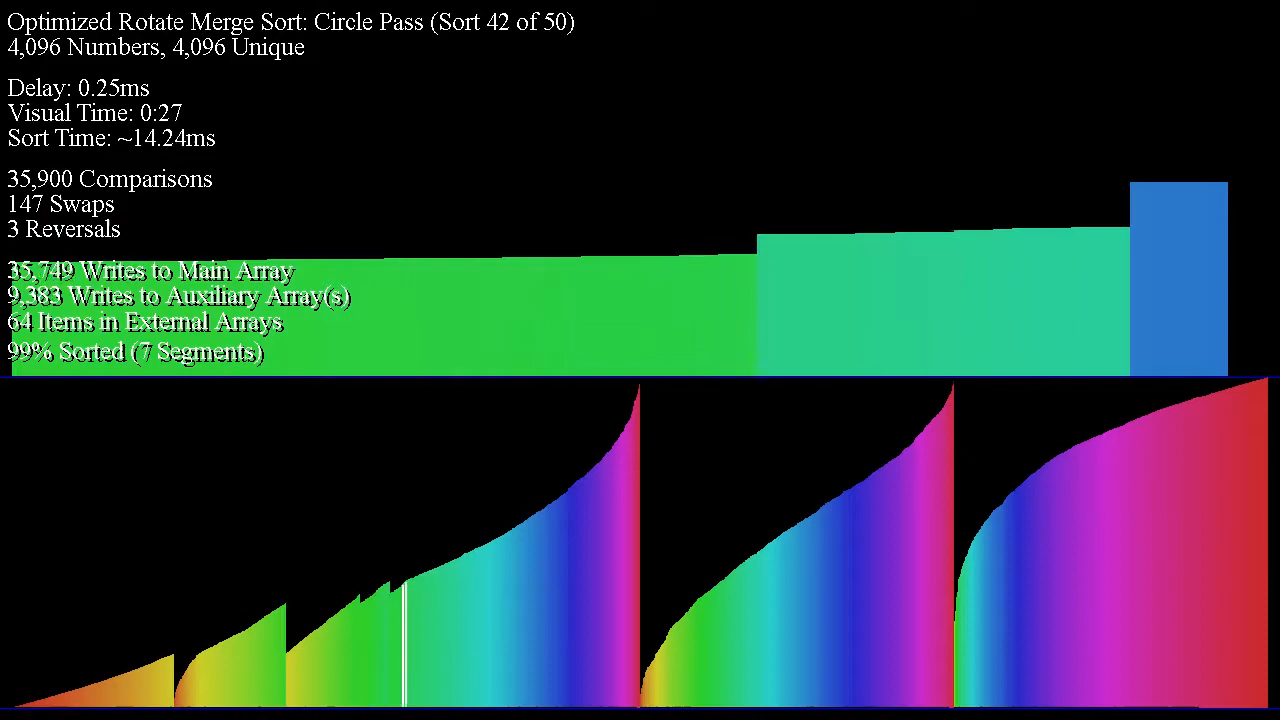 Optimized Rotate Merge Sort: Circle Pass (Sort 42 of 50)
4,096 Numbers, 4,096 Unique
Delay: 0.25ms
Visual Time: 0:27
Sort Time: ~14.24ms
35,900 Comparisons
147 Swaps
3 Reversals
35,749 Writes to Main Array
9,383 Writes to Auxiliary Array(s)
64 Items in External Arrays
99% Sorted (7 Segments)